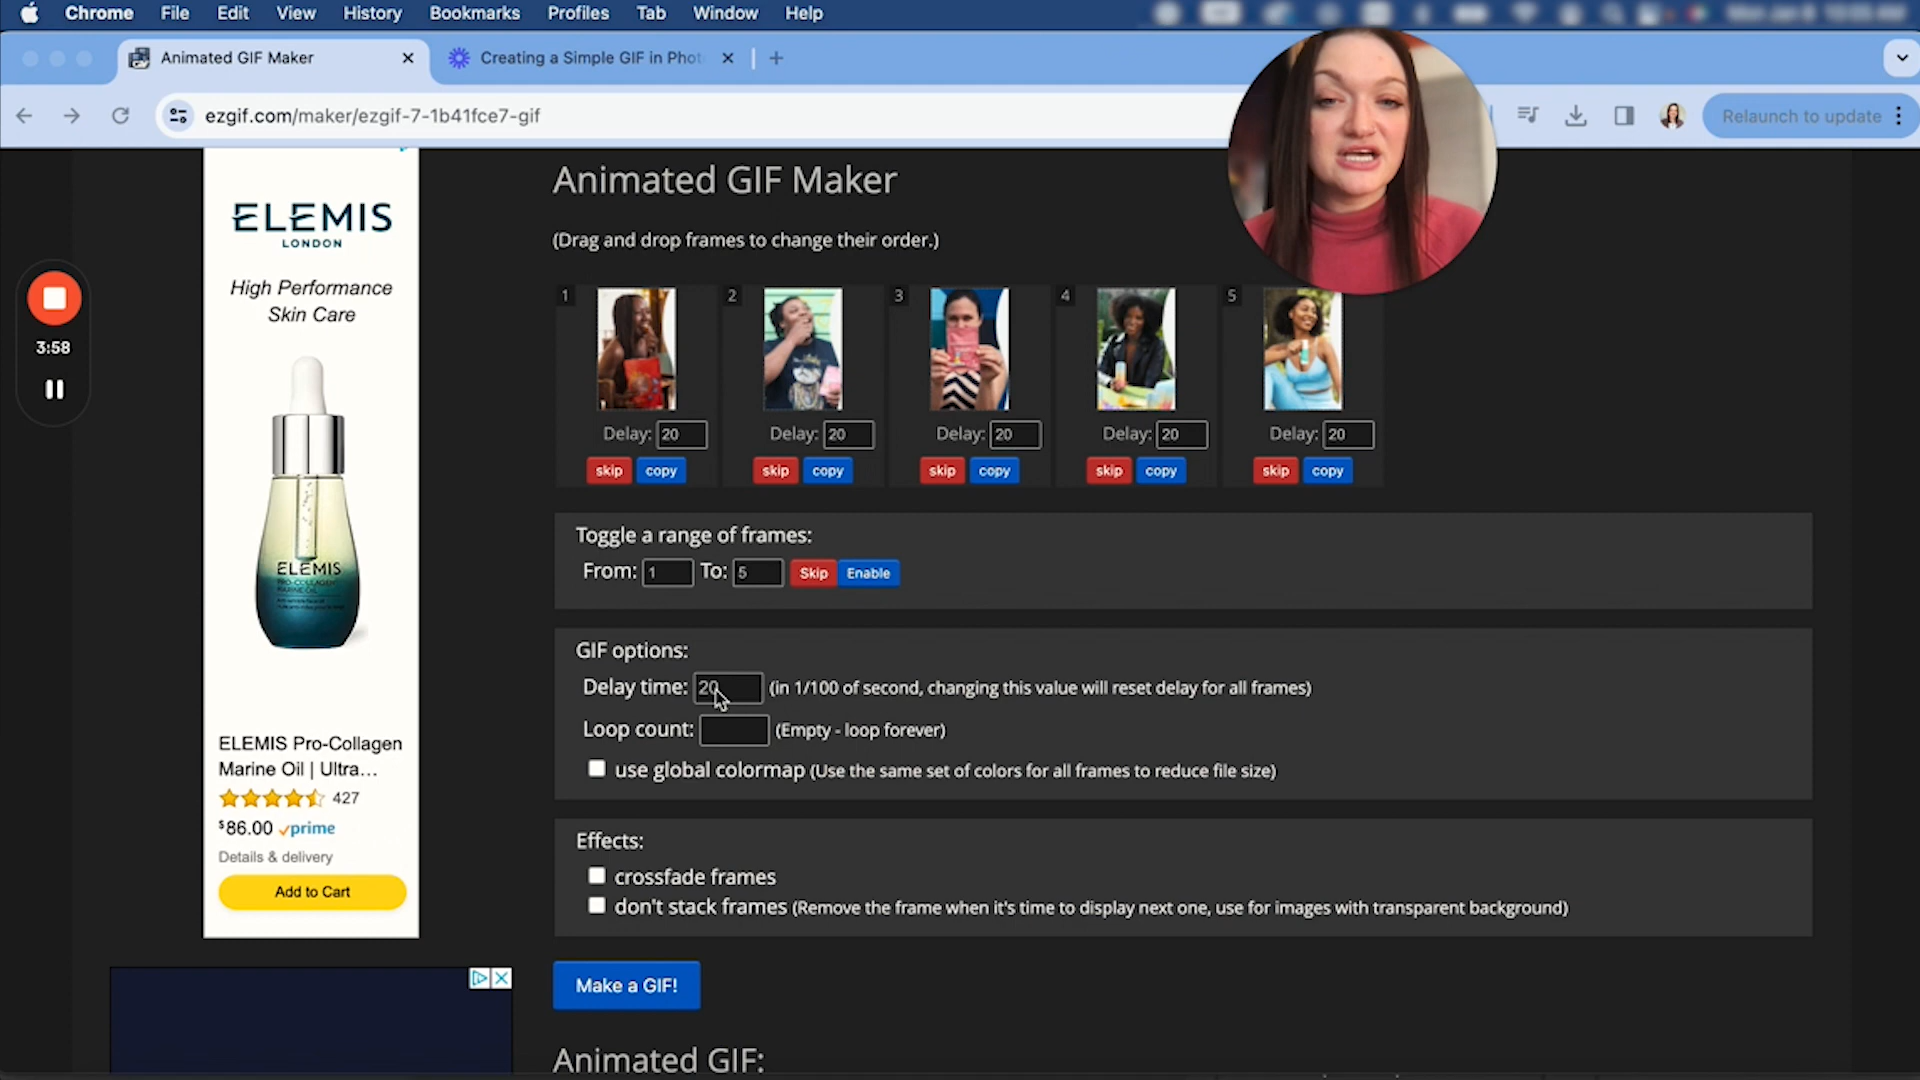 Chrome File Edit View History Bookmarks Profiles Tab Window Help
Animated GIF Maker
Creating a Simple GIF in Phot
ezgif.com/maker/ezgif-7-1b41fce7-gif
Relaunch to update
3:58
ELEMIS
LONDON
High Performance
Skin Care
ELEMIS
PRO-COLLAGEN
MARINE OIL
ELEMIS Pro-Collagen
Marine Oil | Ultra...
427
$86.00 prime
Details & delivery
Add to Cart
Animated GIF Maker
(Drag and drop frames to change their order.)
1 2 3 4 5
Delay: 20 Delay: 20 Delay: 20 Delay: 20 Delay: 20
skip copy skip copy skip copy skip copy skip copy
Toggle a range of frames:
From: 1 To: 5 Skip Enable
GIF options:
Delay time: 20 (in 1/100 of second, changing this value will reset delay for all frames)
Loop count: (Empty - loop forever)
use global colormap (Use the same set of colors for all frames to reduce file size)
Effects:
crossfade frames
don't stack frames (Remove the frame when it's time to display next one, use for images with transparent background)
Make a GIF!
Animated GIF: